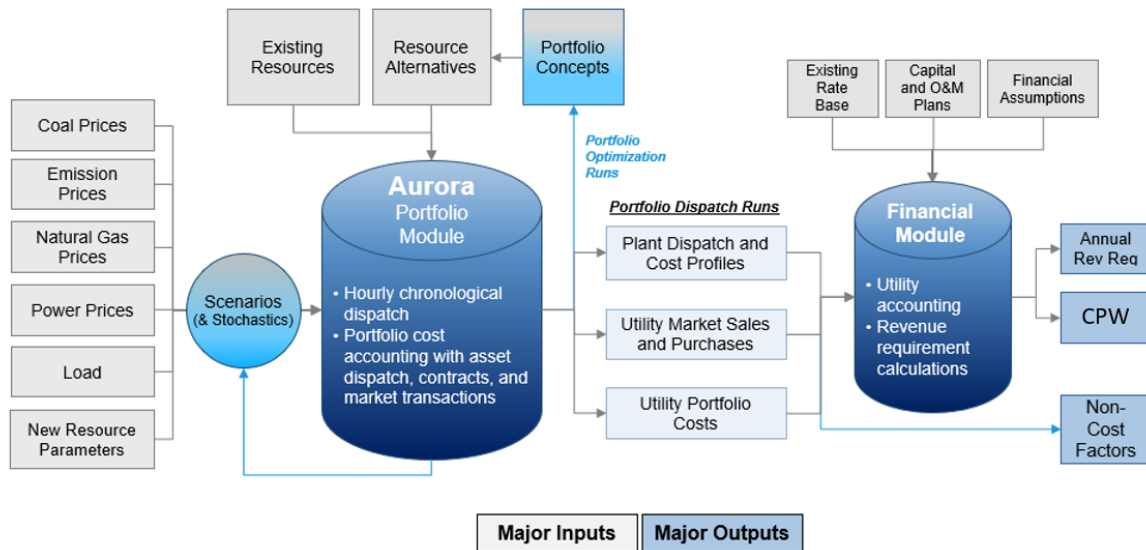 Existing
Resources
Resource
Alternatives
Portfolio
Concepts
Existing
Rate
Base
Capital
and O&M
Plans
Financial
Assumptions
Coal Prices
Emission
Prices
Natural Gas
Prices
Power Prices
Load
New Resource
Parameters
Scenarios
(& Stochastics)
Aurora
Portfolio
Module
• Hourly chronological
dispatch
• Portfolio cost
accounting with asset
dispatch, contracts, and
market transactions
Portfolio
Optimization
Runs
Portfolio Dispatch Runs
Plant Dispatch and
Cost Profiles
Utility Market Sales
and Purchases
Utility Portfolio
Costs
Financial
Module
• Utility
accounting
• Revenue
requirement
calculations
Annual
Rev Req
CPW
Non-
Cost
Factors
Major Inputs
Major Outputs